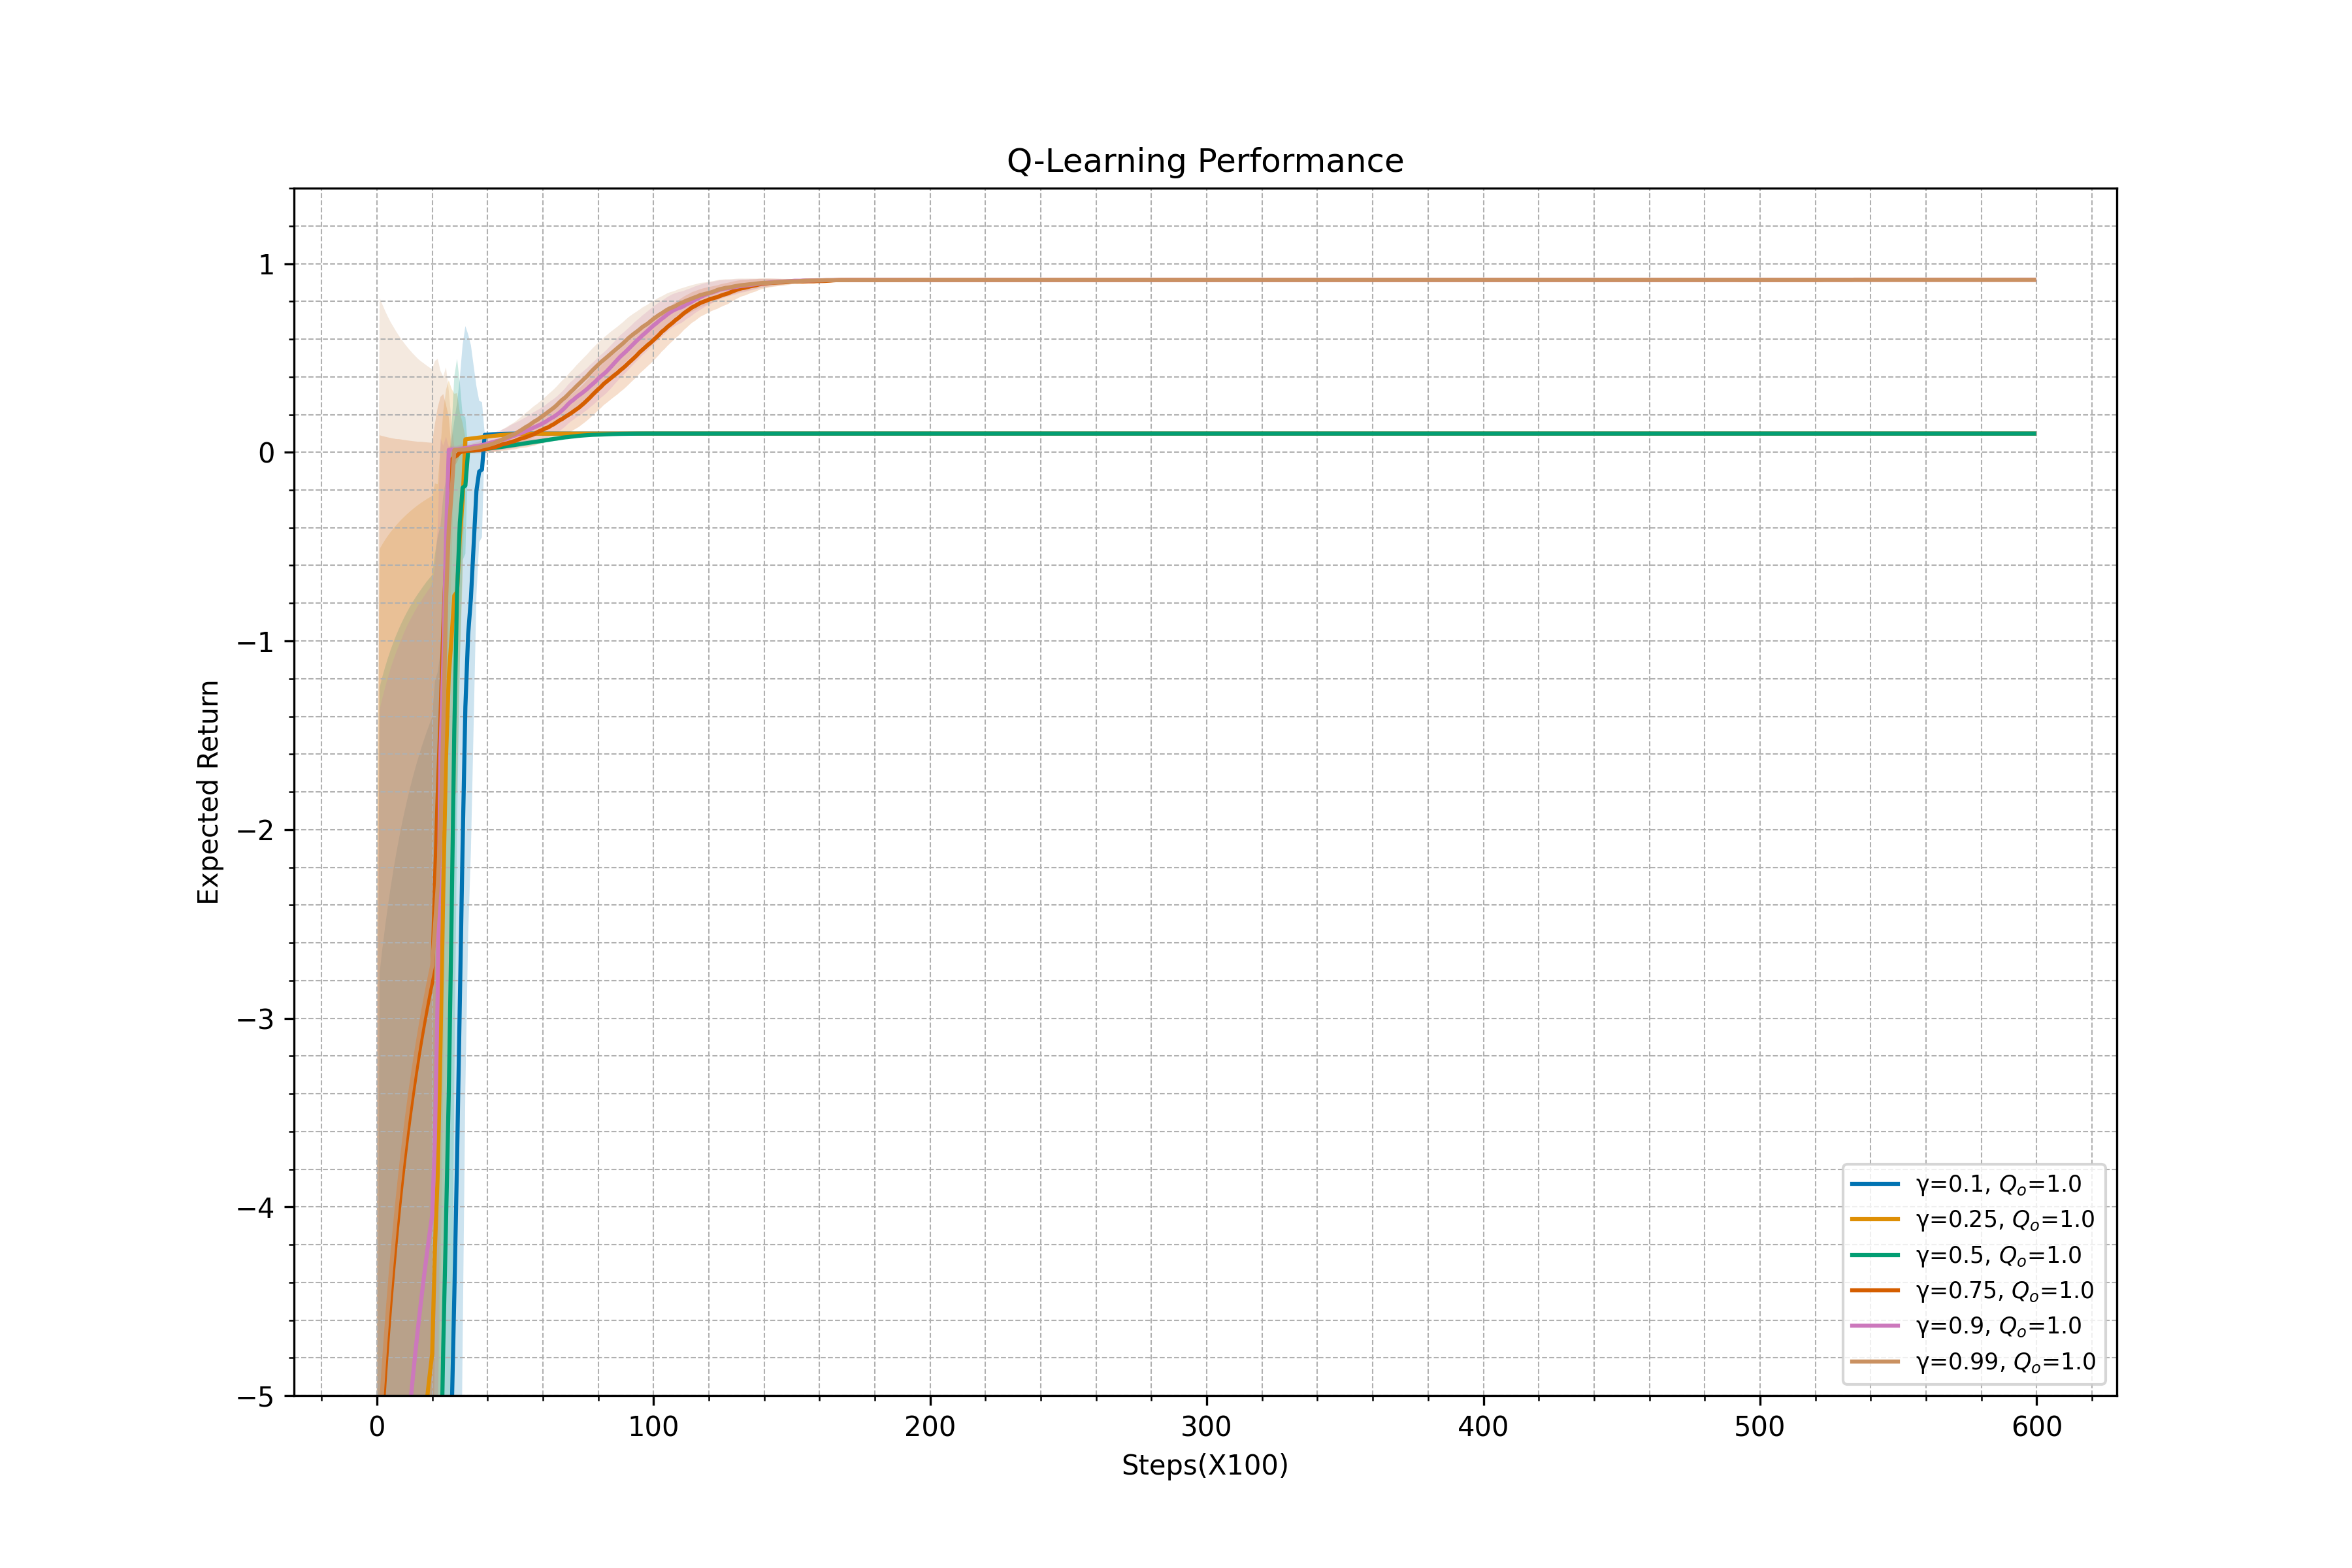 Q-Learning Performance
Expected Return
1
0
−1
−2
−3
−4
−5
0 100 200 300 400 500 600
Steps(X100)
γ=0.1, Qₒ=1.0
γ=0.25, Qₒ=1.0
γ=0.5, Qₒ=1.0
γ=0.75, Qₒ=1.0
γ=0.9, Qₒ=1.0
γ=0.99, Qₒ=1.0